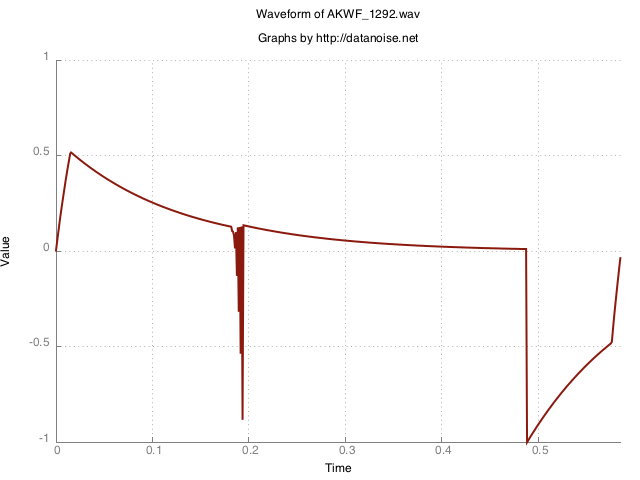 Waveform of AKWF_1292.wav
Graphs by http://datanoise.net
1
0.5
0
-0.5
-1
Value
0 0.1 0.2 0.3 0.4 0.5
Time